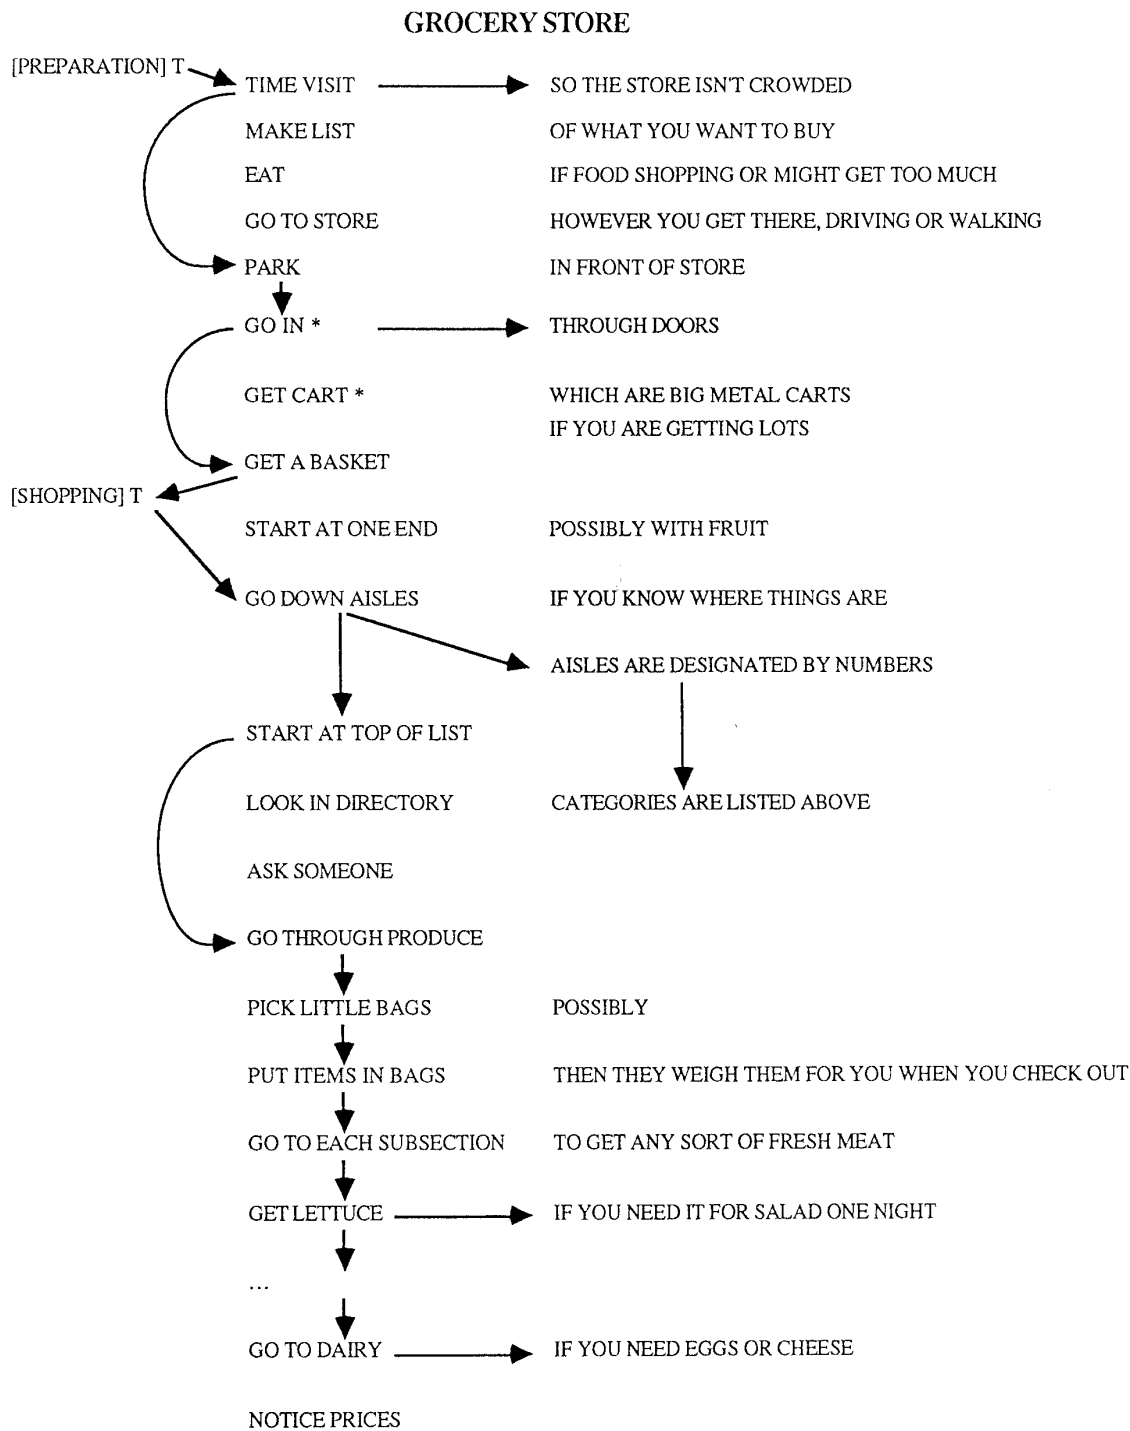 GROCERY STORE
[PREPARATION] T
TIME VISIT SO THE STORE ISN'T CROWDED
MAKE LIST OF WHAT YOU WANT TO BUY
EAT IF FOOD SHOPPING OR MIGHT GET TOO MUCH
GO TO STORE HOWEVER YOU GET THERE, DRIVING OR WALKING
PARK IN FRONT OF STORE
GO IN * THROUGH DOORS
GET CART * WHICH ARE BIG METAL CARTS
IF YOU ARE GETTING LOTS
GET A BASKET
[SHOPPING] T
START AT ONE END POSSIBLY WITH FRUIT
GO DOWN AISLES IF YOU KNOW WHERE THINGS ARE
AISLES ARE DESIGNATED BY NUMBERS
START AT TOP OF LIST
LOOK IN DIRECTORY CATEGORIES ARE LISTED ABOVE
ASK SOMEONE
GO THROUGH PRODUCE
PICK LITTLE BAGS POSSIBLY
PUT ITEMS IN BAGS THEN THEY WEIGH THEM FOR YOU WHEN YOU CHECK OUT
GO TO EACH SUBSECTION TO GET ANY SORT OF FRESH MEAT
GET LETTUCE IF YOU NEED IT FOR SALAD ONE NIGHT
...
GO TO DAIRY IF YOU NEED EGGS OR CHEESE
NOTICE PRICES